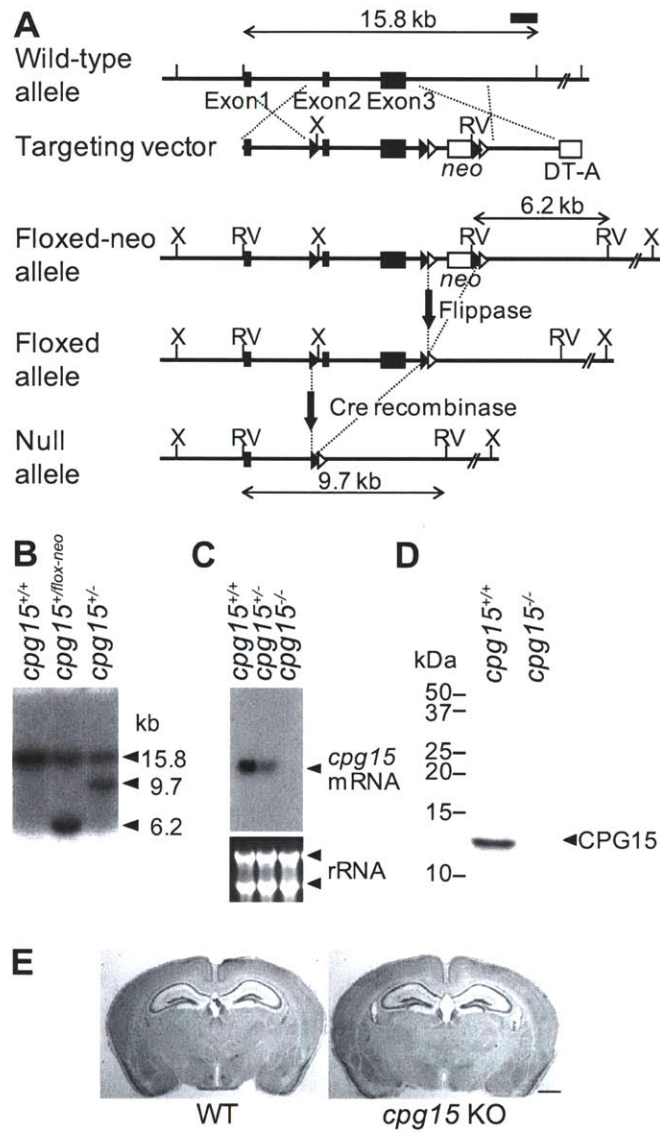 A
15.8 kb
Wild-type allele
Exon1 Exon2 Exon3
X RV
Targeting vector
neo DT-A
6.2 kb
Floxed-neo allele
X RV X RV RV X
neo
Flippase
Floxed allele
X RV X RV X
Cre recombinase
Null allele
X RV RV X
9.7 kb
B
cpg15+/+
cpg15+/flox-neo
cpg15+/-
kb
15.8
9.7
6.2
C
cpg15+/+
cpg15+/-
cpg15-/-
cpg15 mRNA
rRNA
D
cpg15+/+
cpg15-/-
kDa
50
37
25
20
15
10
CPG15
E
WT
cpg15 KO